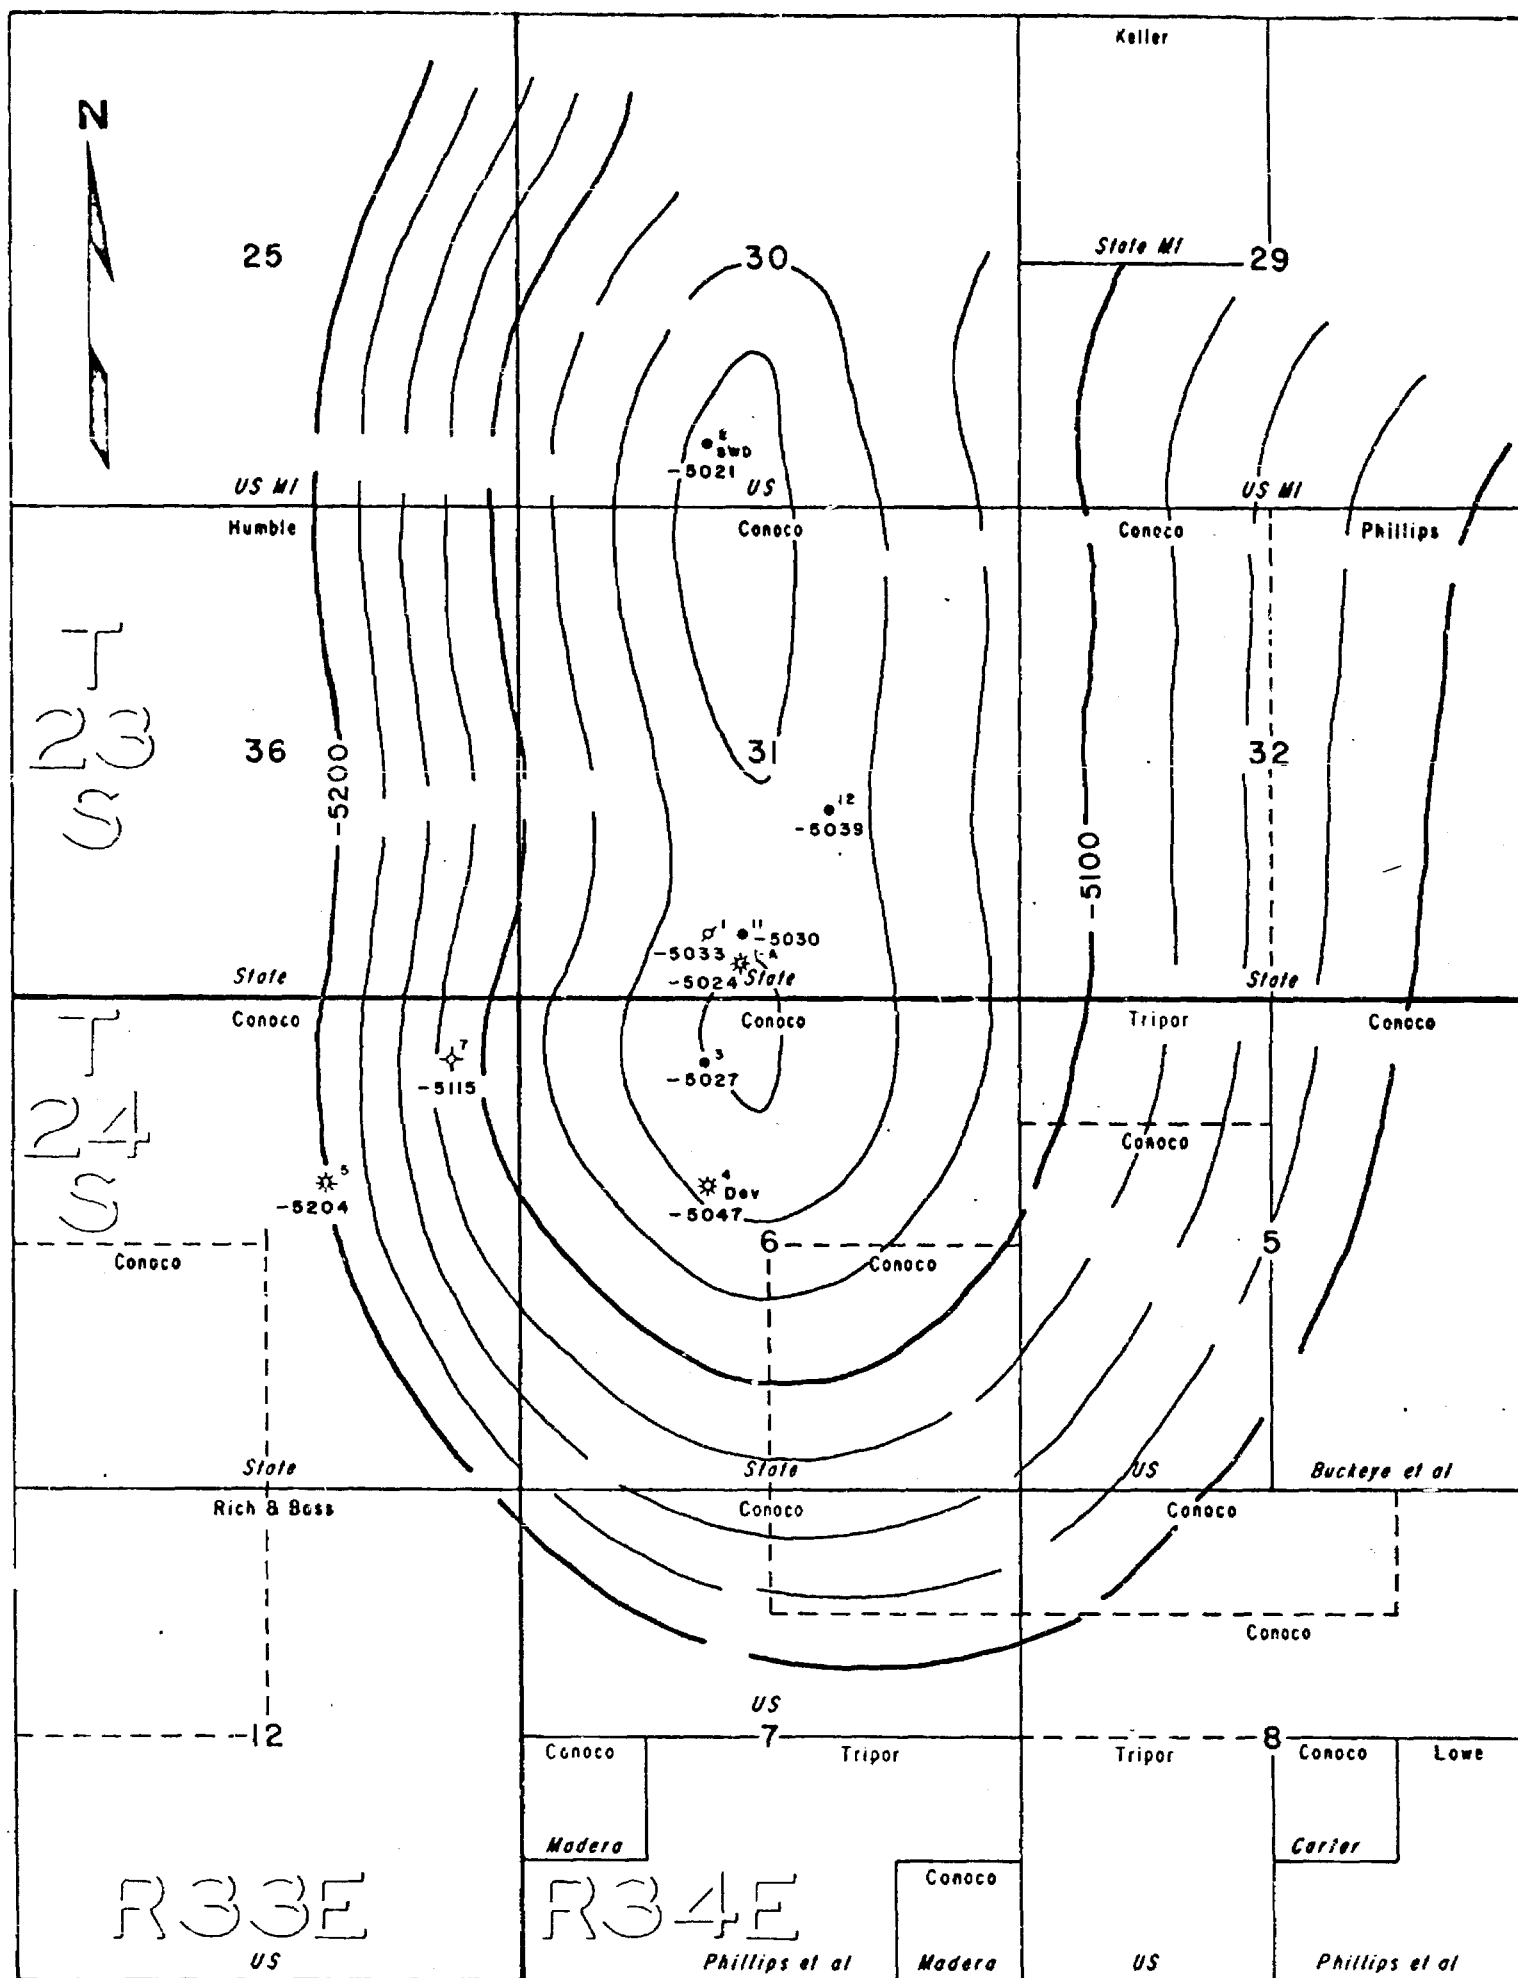 Keller
N
State MI
25
30
29
2
SWD
-5021
US MI
US
US MI
Humble
Conoco
Conoco
Phillips
T
23
S
36
-5200
31
32
12
-5039
-5100
1
11
-5030
-5033
-A
-5024
State
State
State
T
24
S
Conoco
Conoco
Tripor
Conoco
7
-5115
3
-5027
Conoco
5
-5204
4
Dev
-5047
Conoco
6
Conoco
5
State
State
US
Buckeye et al
Rich & Bass
Conoco
Conoco
Conoco
US
12
7
8
Conoco
Tripor
Tripor
Conoco
Lowe
Madera
Carter
Conoco
R33E
R34E
US
Phillips et al
Madera
US
Phillips et al